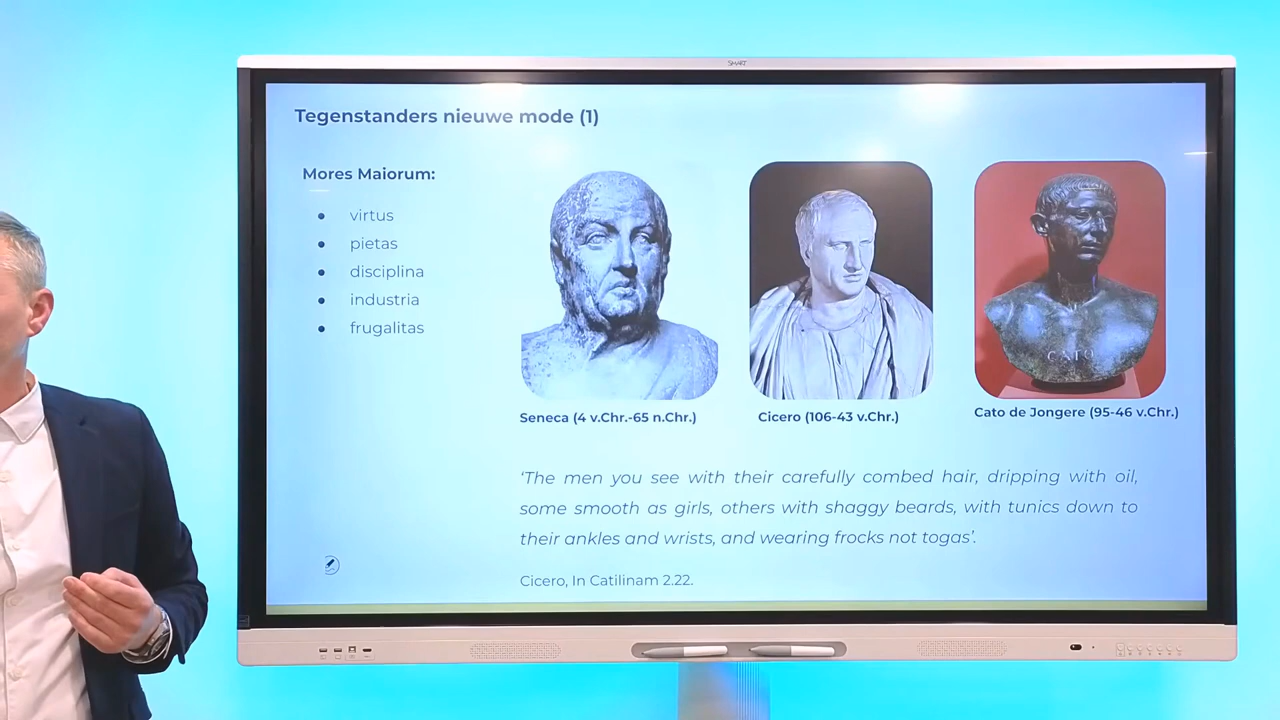 SMART
Tegenstanders nieuwe mode (1)
Mores Maiorum:
• virtus
• pietas
• disciplina
• industria
• frugalitas
CATO
Seneca (4 v.Chr.-65 n.Chr.)
Cicero (106-43 v.Chr.)
Cato de Jongere (95-46 v.Chr.)
‘The men you see with their carefully combed hair, dripping with oil,
some smooth as girls, others with shaggy beards, with tunics down to
their ankles and wrists, and wearing frocks not togas’.
Cicero, In Catilinam 2.22.